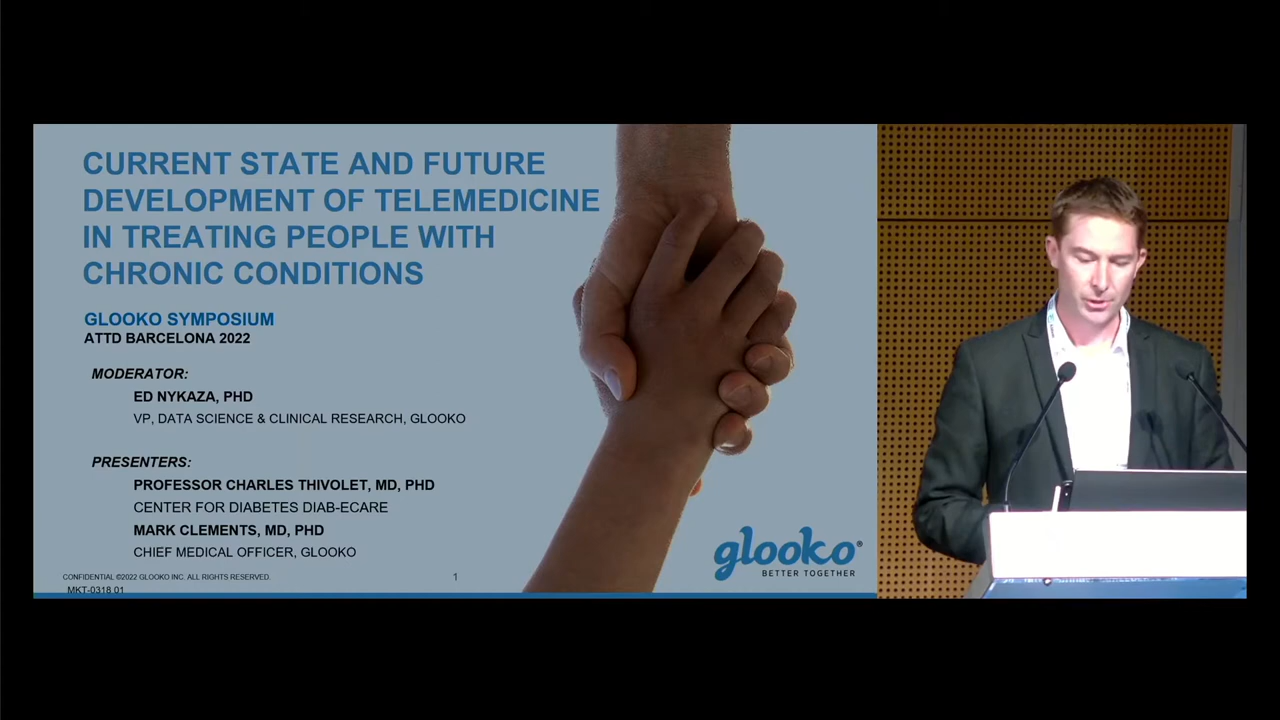 CURRENT STATE AND FUTURE
DEVELOPMENT OF TELEMEDICINE
IN TREATING PEOPLE WITH
CHRONIC CONDITIONS
GLOOKO SYMPOSIUM
ATTD BARCELONA 2022
MODERATOR:
ED NYKAZA, PHD
VP, DATA SCIENCE & CLINICAL RESEARCH, GLOOKO
PRESENTERS:
PROFESSOR CHARLES THIVOLET, MD, PHD
CENTER FOR DIABETES DIAB-ECARE
MARK CLEMENTS, MD, PHD
CHIEF MEDICAL OFFICER, GLOOKO
CONFIDENTIAL ©2022 GLOOKO INC. ALL RIGHTS RESERVED.
1
MKT-0318 01
glooko®
BETTER TOGETHER